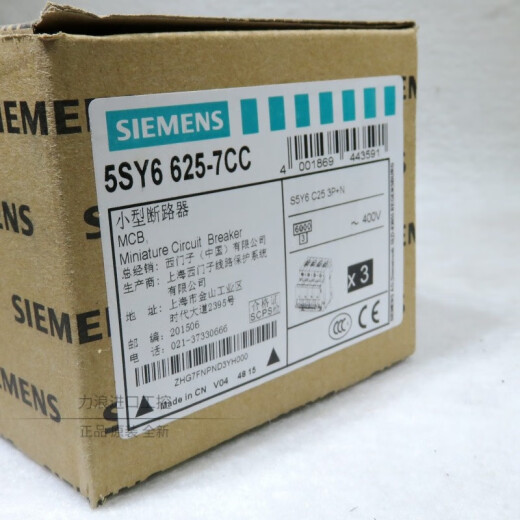 SIEMENS
SIEMENS
5SY6 625-7CC
4 001869 443591
小型断路器
MCB,
Miniature Circuit Breaker
总经销: 西门子（中国）有限公司
生产商: 上海西门子线路保护系统
有限公司
地 址: 上海市金山工业区
时代大道2395号
邮 编: 201506
电 话: 021-37330666
合格证
SCPS
ZHG7FNPND3YH000
Made in CN V04 48 15
S5Y6 C25 3P+N
6000
3
~ 400V
x 3
CCC
SIEMENS
SIEMENS
力浪进口工控
正品 原装 全新